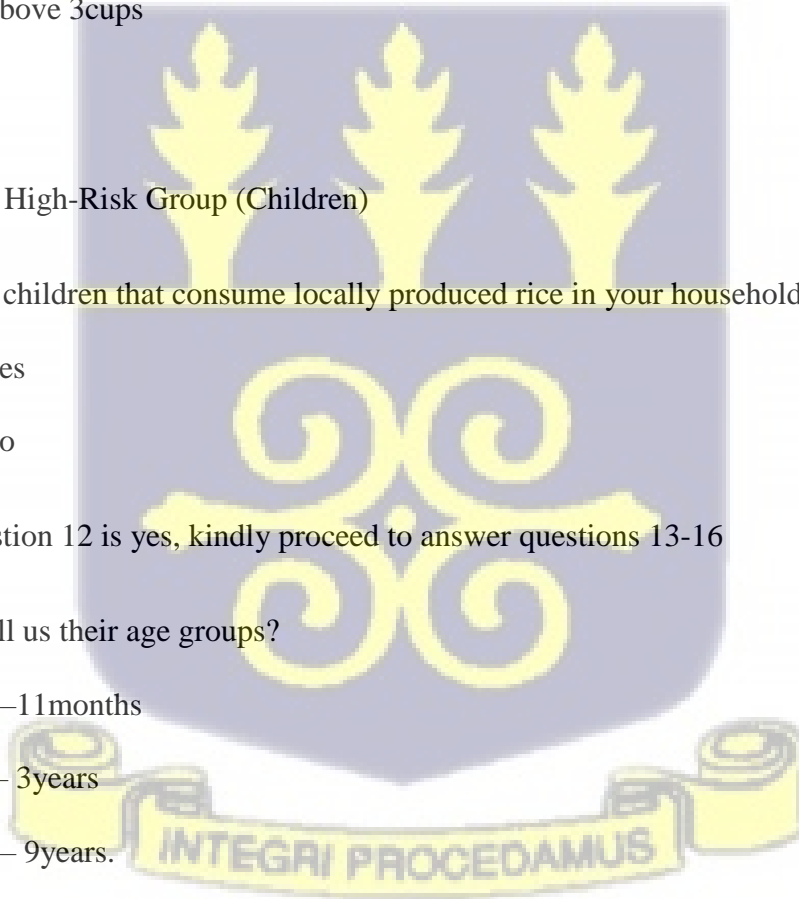 bove 3cups
High-Risk Group (Children)
children that consume locally produced rice in your household
es
o
stion 12 is yes, kindly proceed to answer questions 13-16
ll us their age groups?
–11months
– 3years
– 9years.
INTEGRI PROCEDAMUS